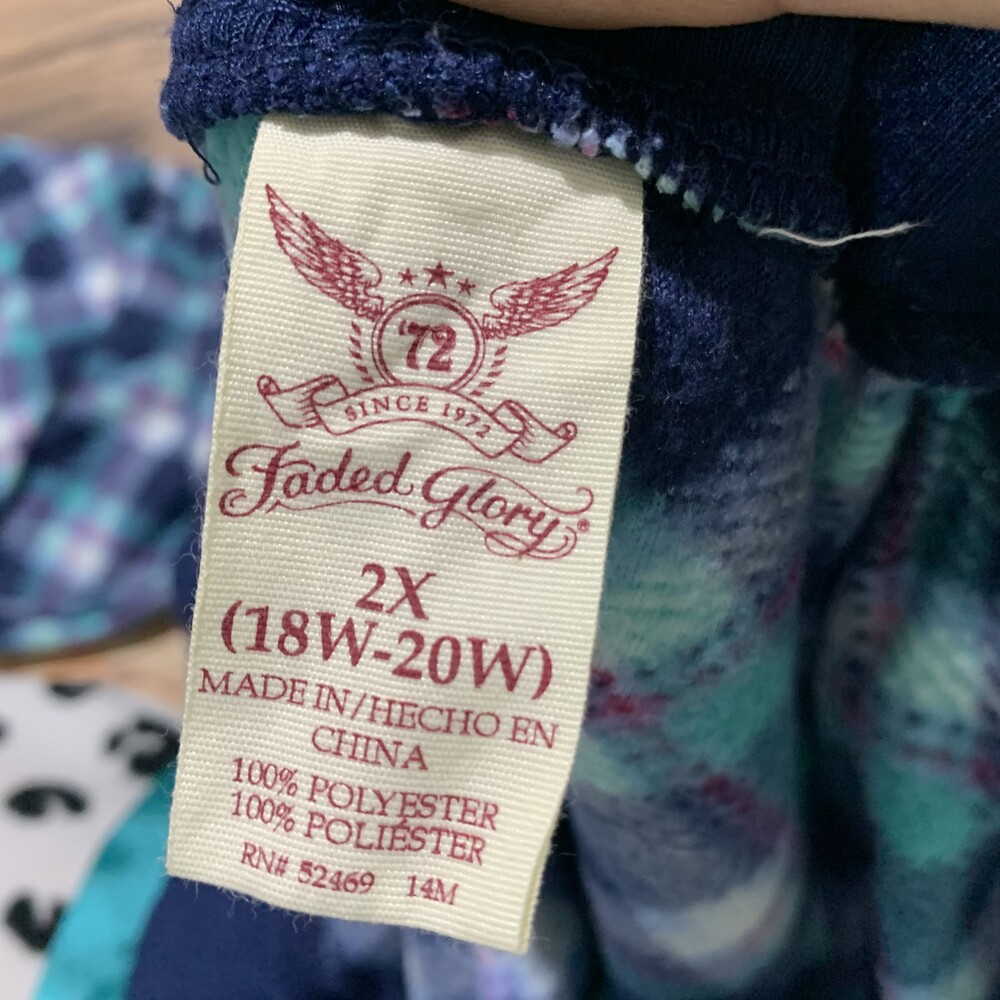 '72
SINCE 1972
Faded Glory®
2X
(18W-20W)
MADE IN/HECHO EN
CHINA
100% POLYESTER
100% POLIÉSTER
RN# 52469 14M